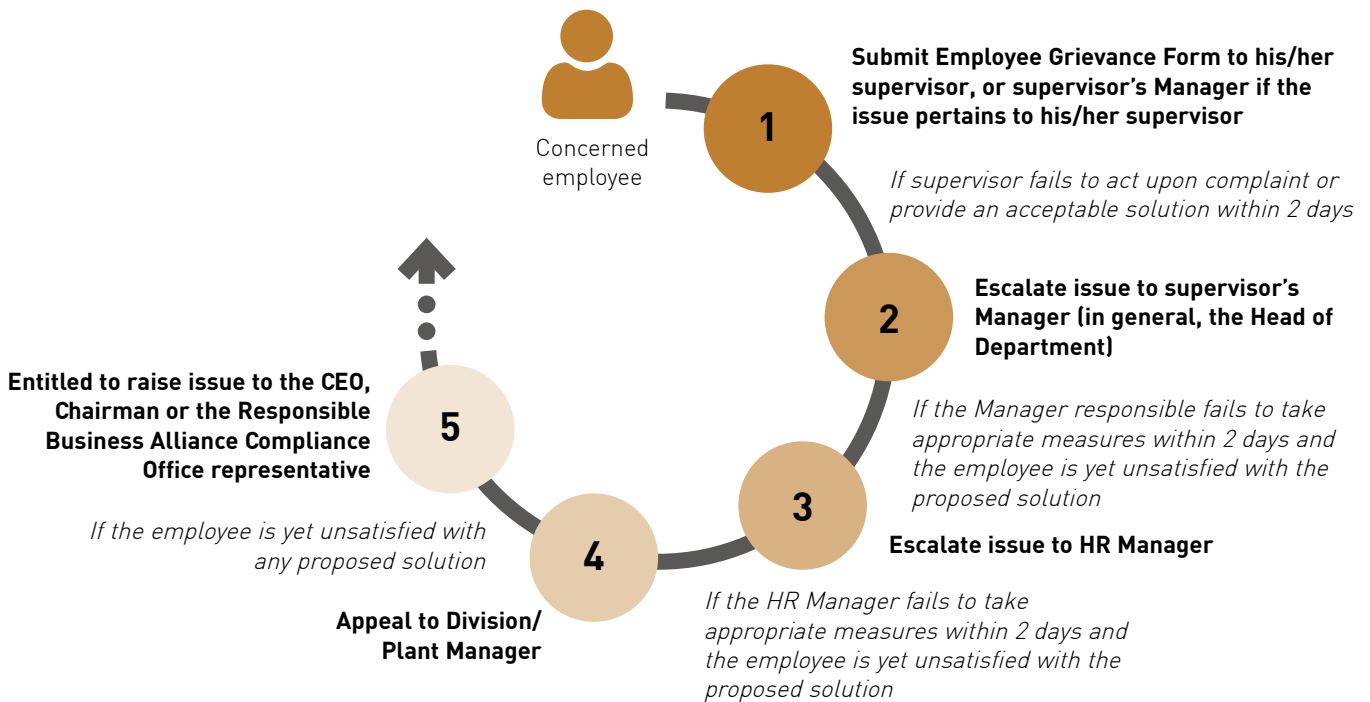 Concerned
employee
1
Submit Employee Grievance Form to his/her
supervisor, or supervisor’s Manager if the
issue pertains to his/her supervisor
If supervisor fails to act upon complaint or
provide an acceptable solution within 2 days
2
Escalate issue to supervisor’s
Manager (in general, the Head of
Department)
If the Manager responsible fails to take
appropriate measures within 2 days and
the employee is yet unsatisfied with the
proposed solution
3
Escalate issue to HR Manager
If the HR Manager fails to take
appropriate measures within 2 days and
the employee is yet unsatisfied with the
proposed solution
4
Appeal to Division/
Plant Manager
If the employee is yet unsatisfied with
any proposed solution
5
Entitled to raise issue to the CEO,
Chairman or the Responsible
Business Alliance Compliance
Office representative